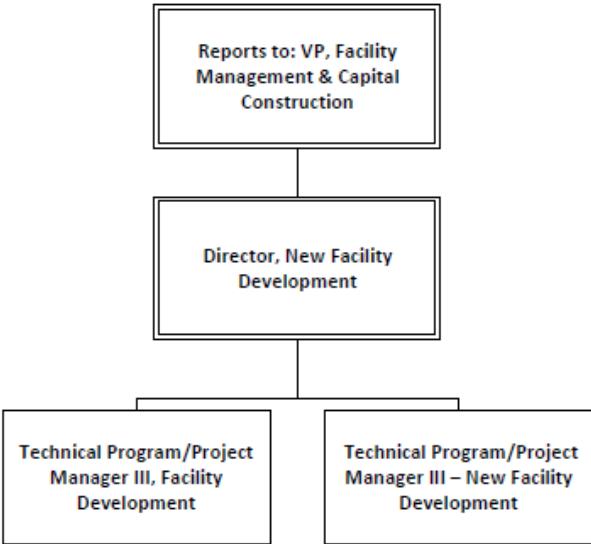 Reports to: VP, Facility
Management & Capital
Construction
Director, New Facility
Development
Technical Program/Project
Manager III, Facility
Development
Technical Program/Project
Manager III – New Facility
Development